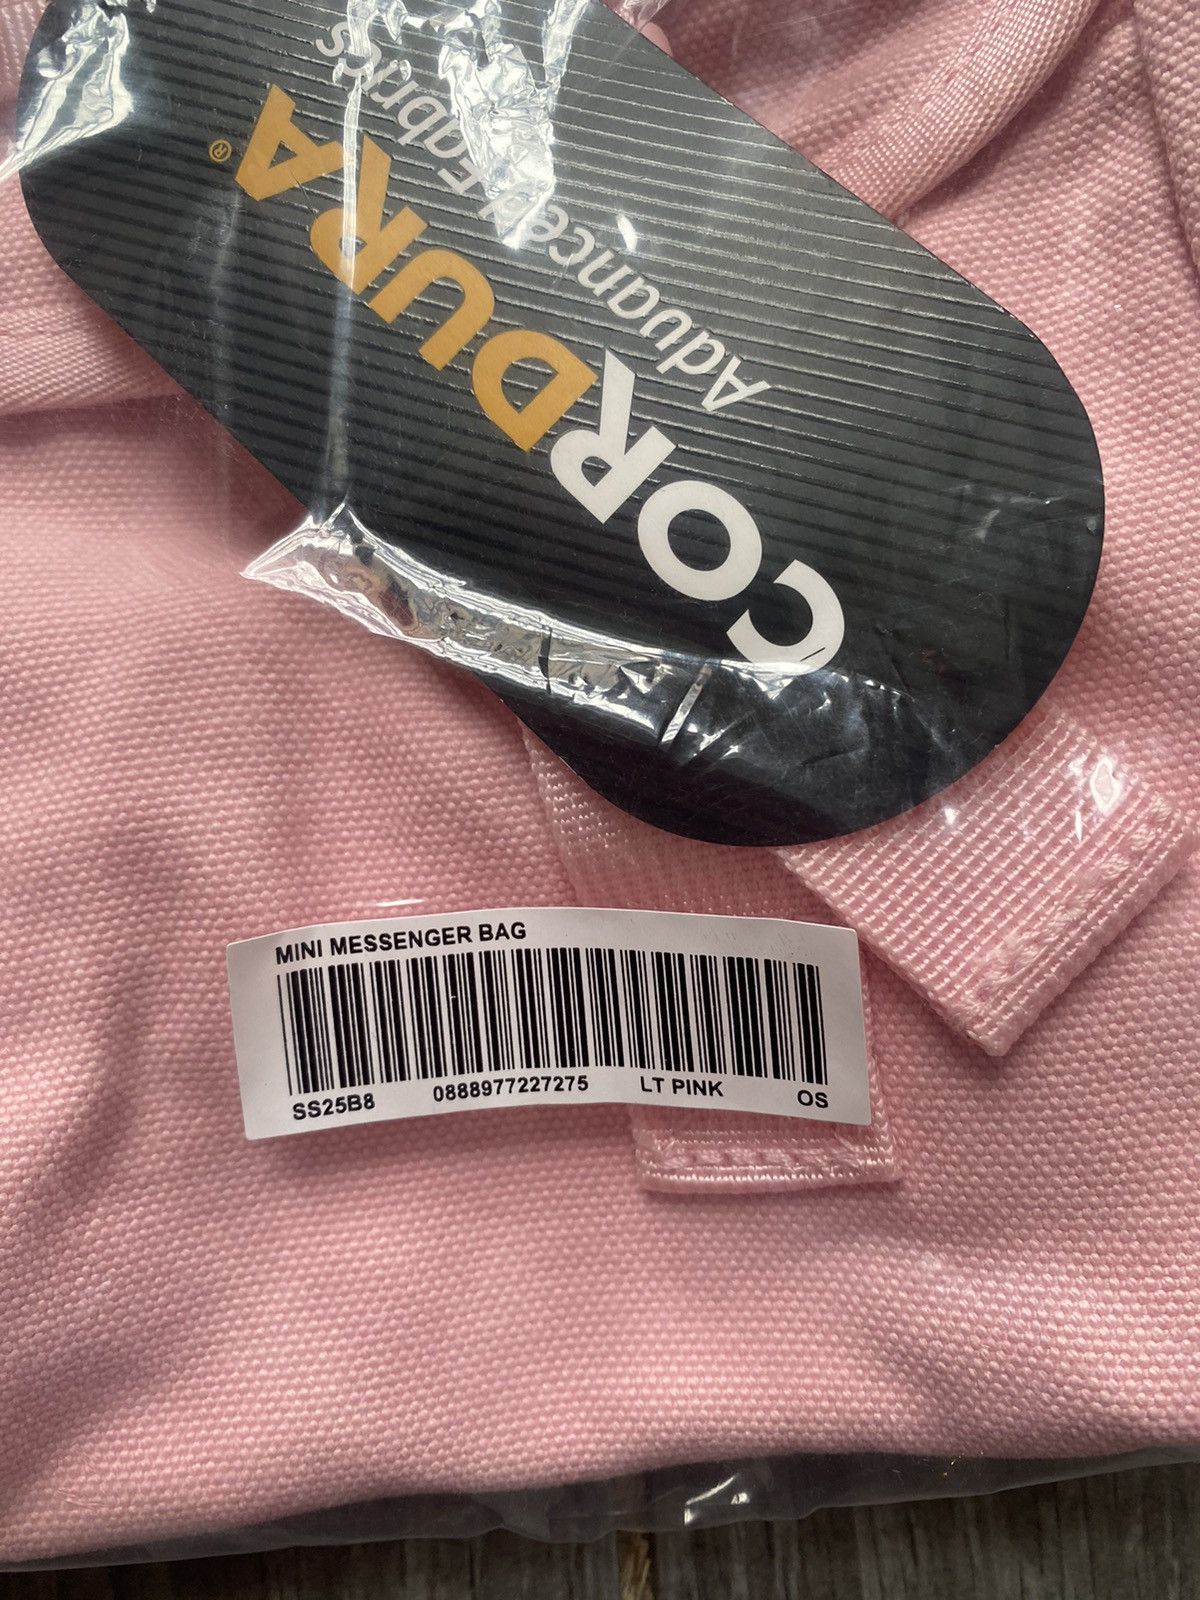 CORDURA®
Advanced Fabrics
MINI MESSENGER BAG
SS25B8 0888977227275 LT PINK OS